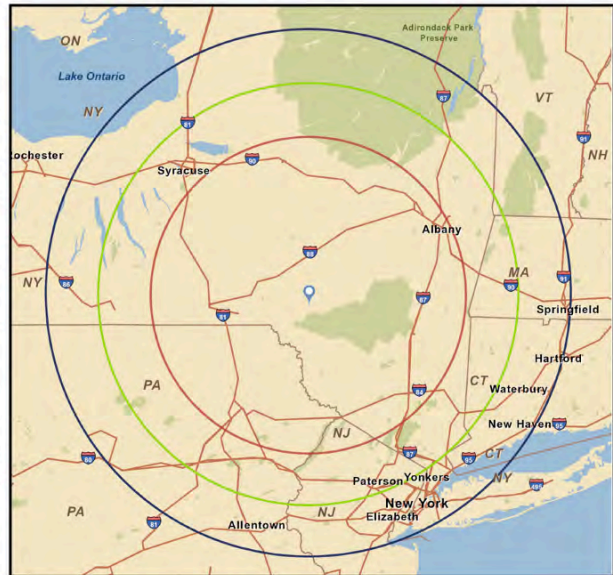 ON
Adirondack Park
Preserve
Lake Ontario
87
VT
NY
81
91
Rochester
90
NH
Syracuse
Albany
88
MA
NY
86
90
91
87
81
Springfield
Hartford
PA
84
CT
Waterbury
New Haven
95
NJ
87
95
CT
80
Paterson
Yonkers
NY
495
New York
PA
NJ
Elizabeth
81
Allentown